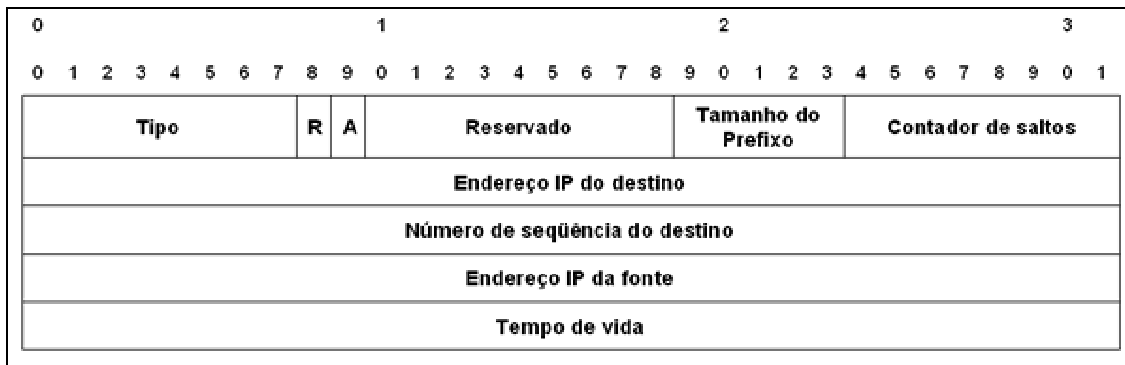 0 1 2 3
0 1 2 3 4 5 6 7 8 9 0 1 2 3 4 5 6 7 8 9 0 1 2 3 4 5 6 7 8 9 0 1
Tipo R A Reservado Tamanho do Prefixo Contador de saltos
Endereço IP do destino
Número de seqüência do destino
Endereço IP da fonte
Tempo de vida